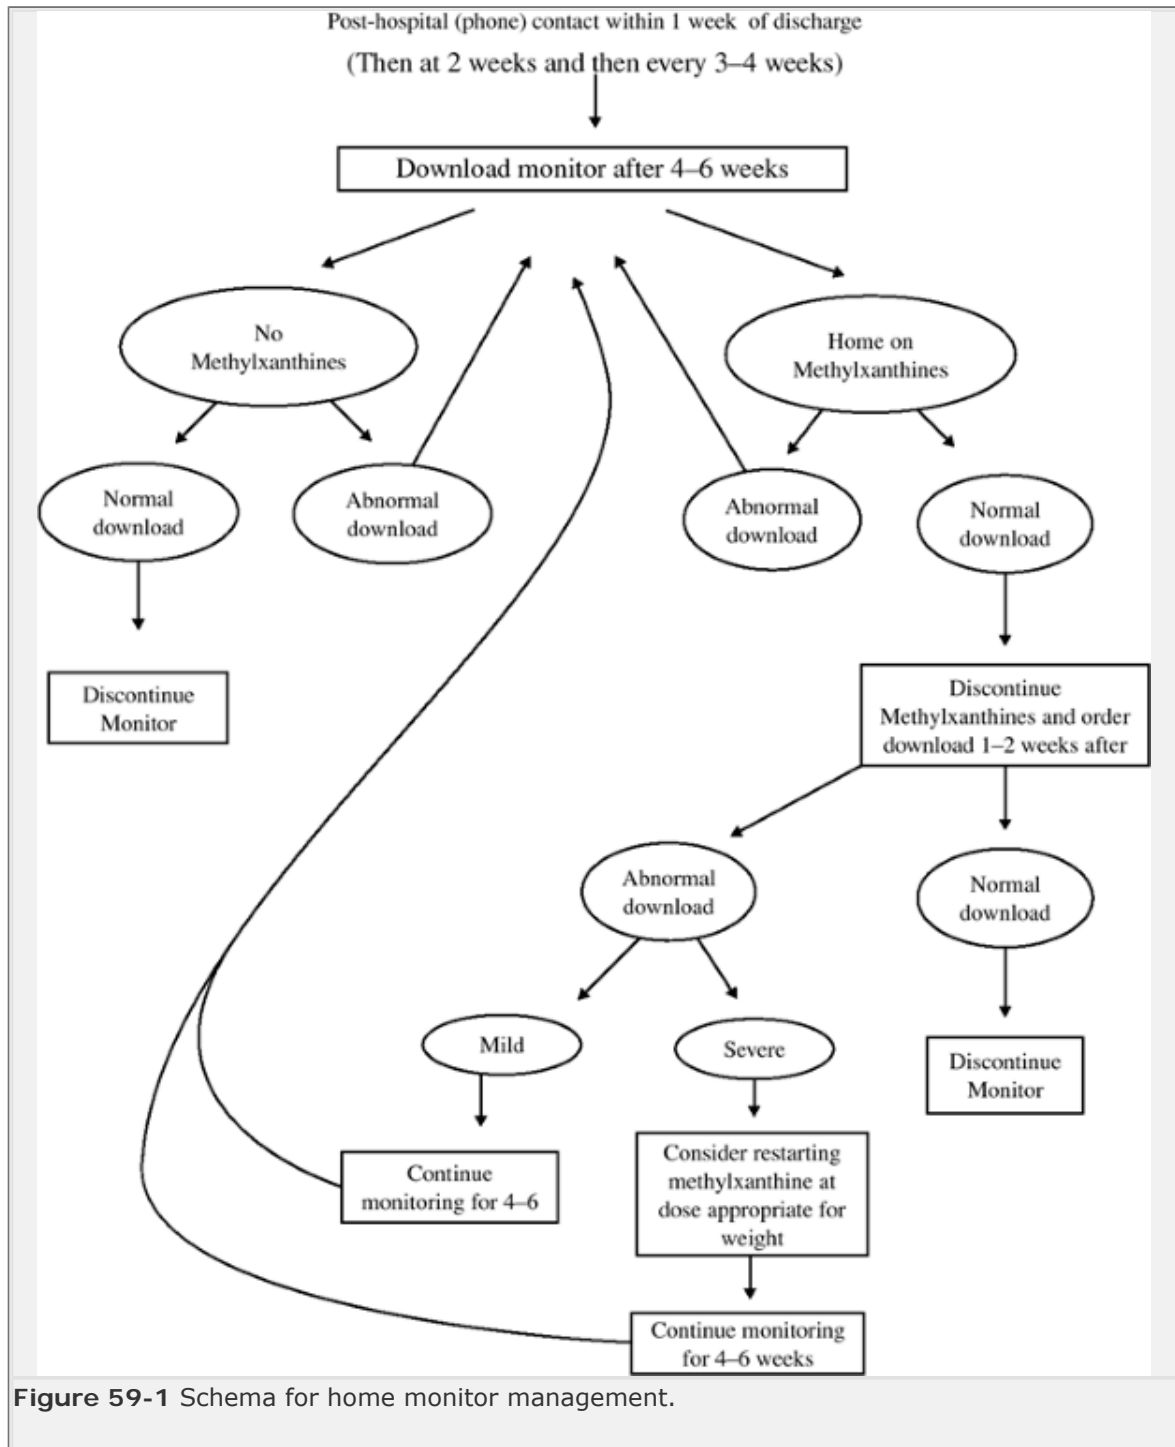 Post-hospital (phone) contact within 1 week of discharge
(Then at 2 weeks and then every 3–4 weeks)
Download monitor after 4–6 weeks
No
Methylxanthines
Home on
Methylxanthines
Normal
download
Abnormal
download
Abnormal
download
Normal
download
Discontinue
Monitor
Discontinue
Methylxanthines and order
download 1–2 weeks after
Abnormal
download
Normal
download
Mild
Severe
Discontinue
Monitor
Continue
monitoring for 4–6
Consider restarting
methylxanthine at
dose appropriate for
weight
Continue monitoring
for 4–6 weeks
Figure 59-1 Schema for home monitor management.